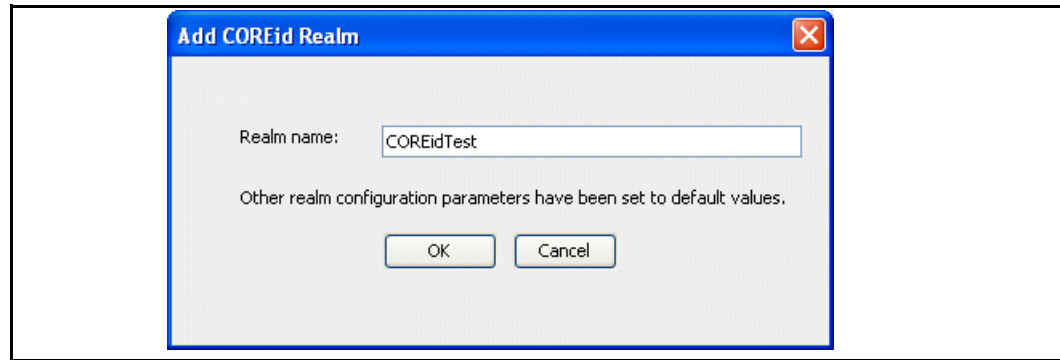 Add COREid Realm
Realm name:
COREidTest
Other realm configuration parameters have been set to default values.
OK
Cancel